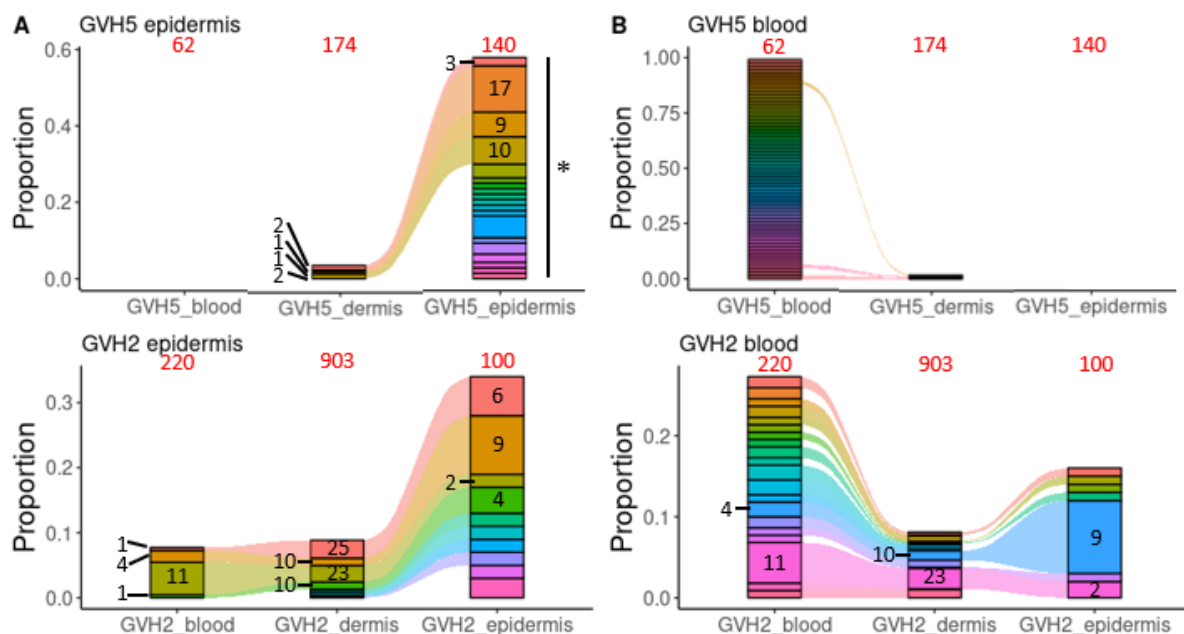 A
GVH5 epidermis
62 174 140
Proportion
0.6
0.4
0.2
0.0
3
17
9
10
*
2
1
1
2
GVH5_blood GVH5_dermis GVH5_epidermis
B
GVH5 blood
62 174 140
Proportion
1.00
0.75
0.50
0.25
0.00
GVH5_blood GVH5_dermis GVH5_epidermis
GVH2 epidermis
220 903 100
Proportion
0.3
0.2
0.1
0.0
1
4
11
1
25
10
23
10
6
9
2
4
GVH2_blood GVH2_dermis GVH2_epidermis
GVH2 blood
220 903 100
Proportion
0.2
0.1
0.0
4
11
10
23
9
2
GVH2_blood GVH2_dermis GVH2_epidermis